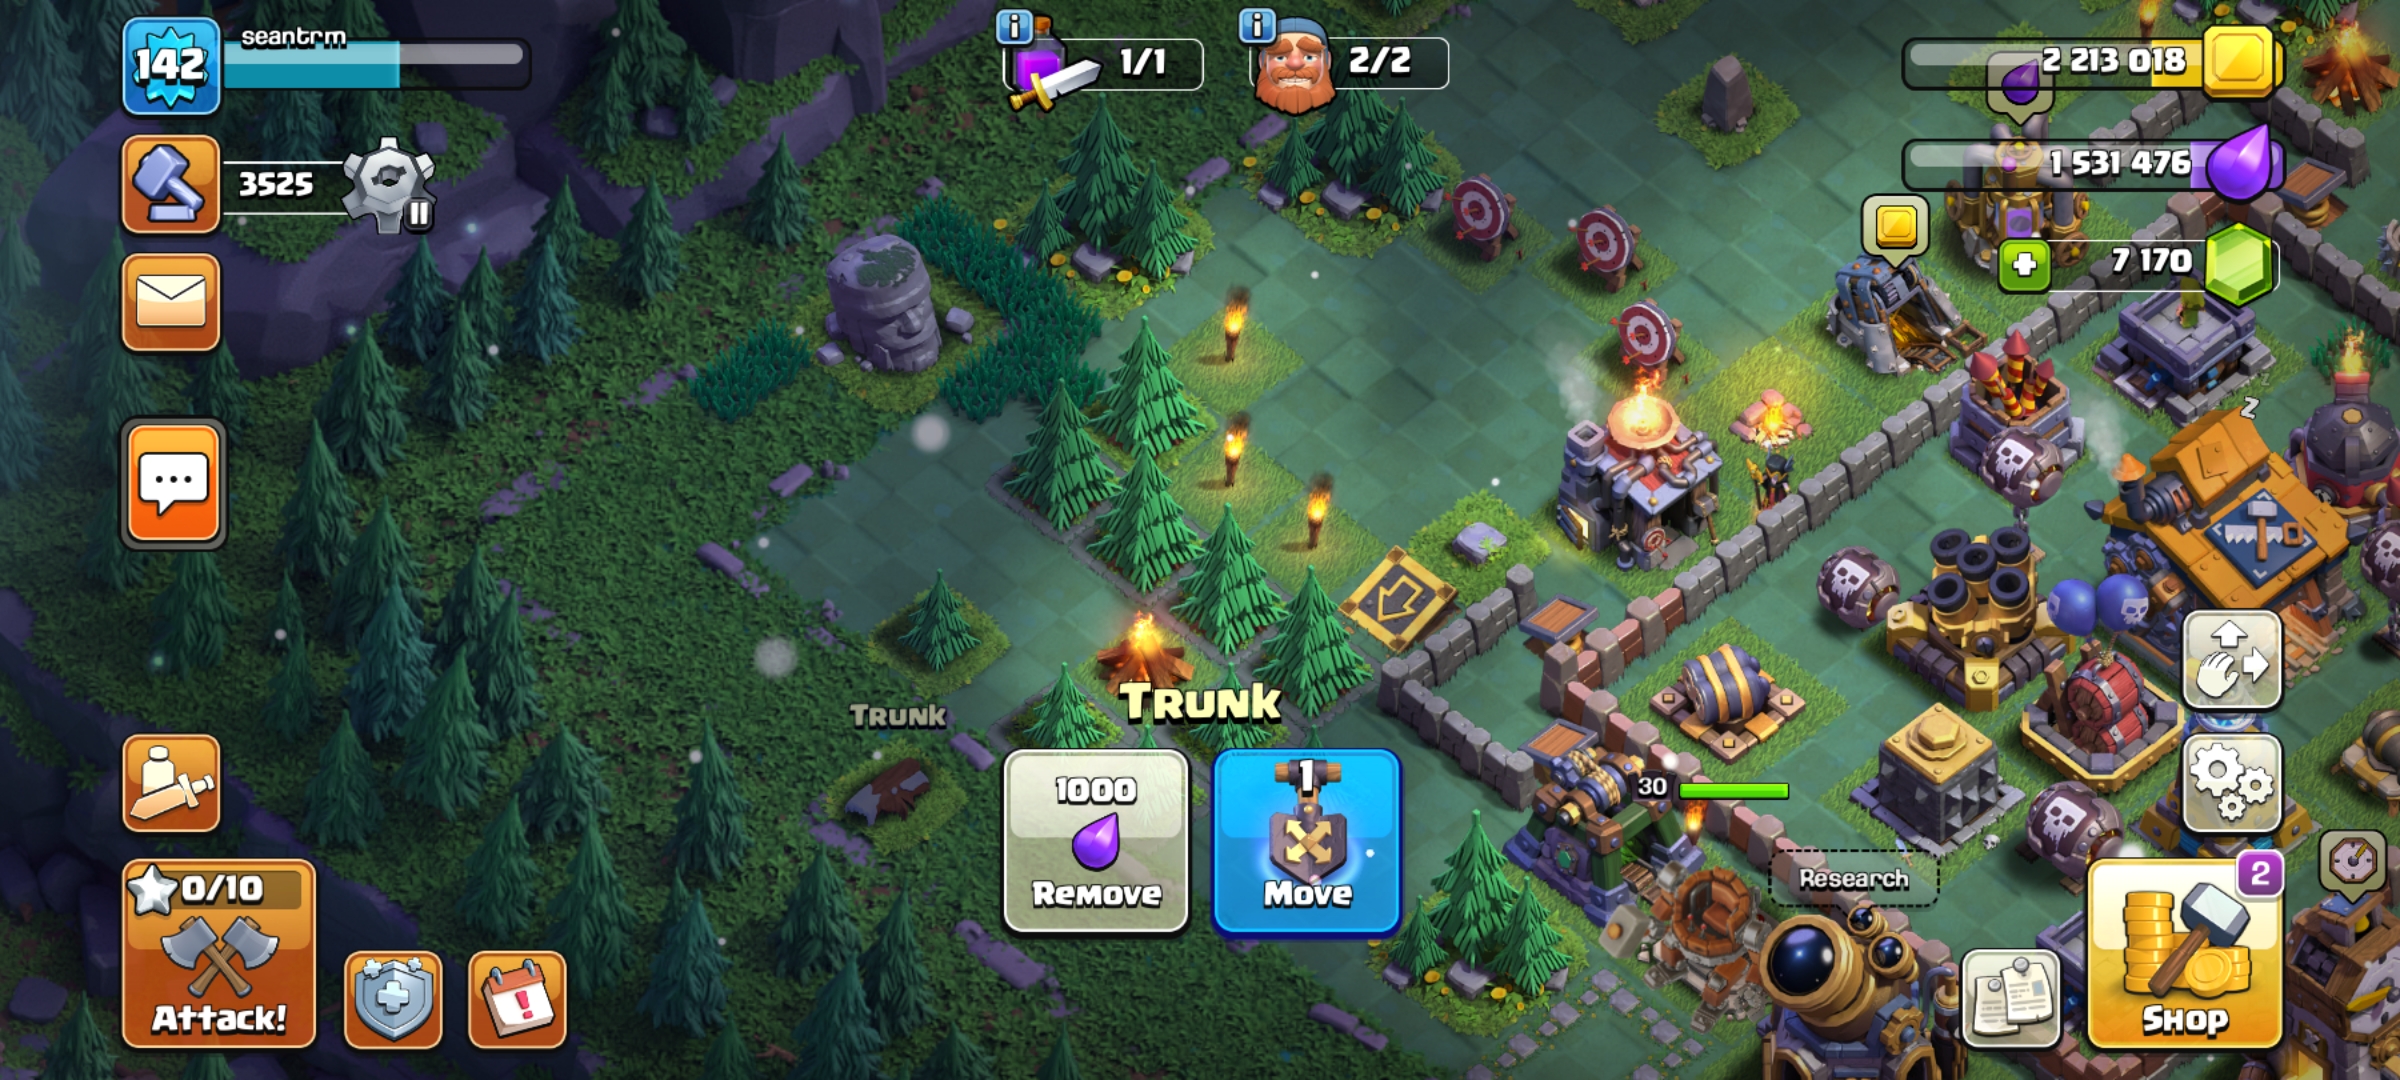 142
seantrm
i
1/1
i
2/2
2 213 018
3525
1 531 476
7 170
Z
Trunk
Trunk
1000
Remove
1
Move
30
Research
0/10
Attack!
2
Shop